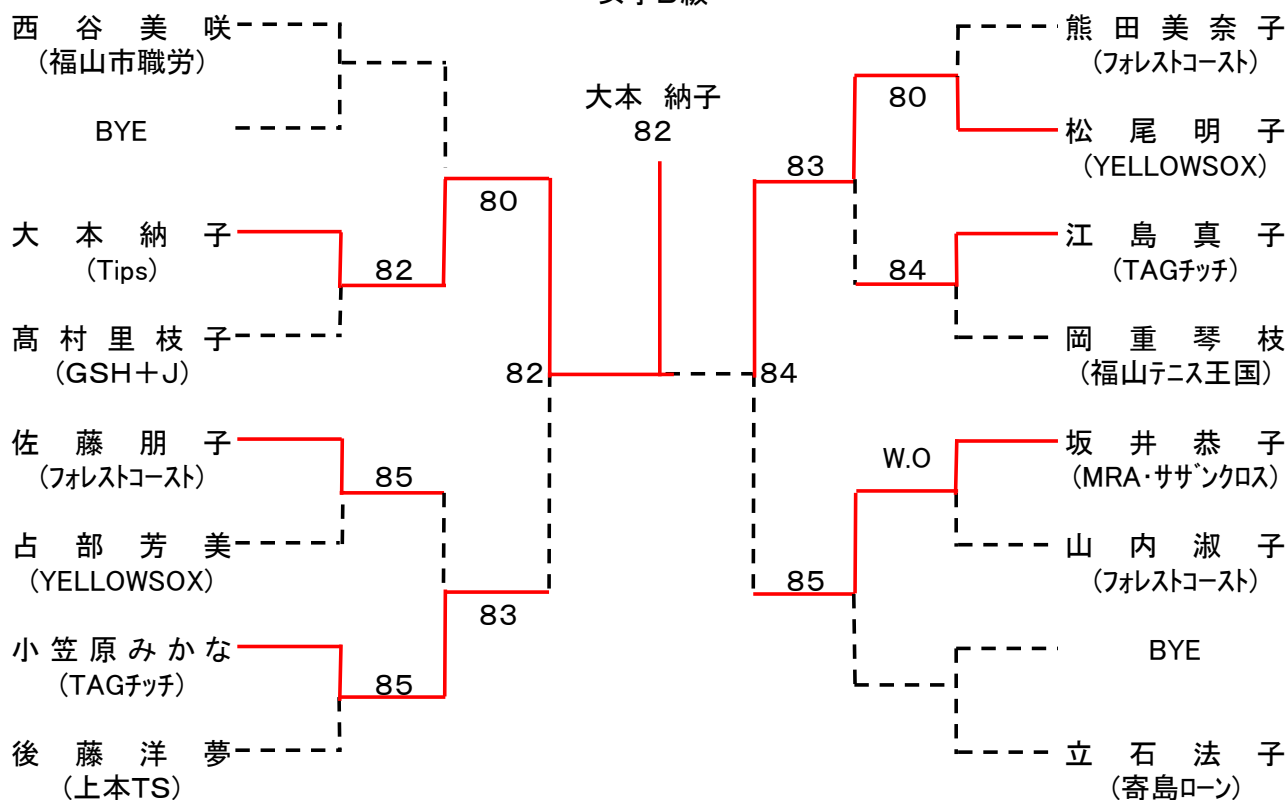 西谷美咲
(福山市職労)
BYE
大本納子
(Tips)
髙村里枝子
(GSH+J)
佐藤朋子
(フォレストコースト)
占部芳美
(YELLOWSOX)
小笠原みかな
(TAGチッチ)
後藤洋夢
(上本TS)
82
85
85
80
83
82
大本 納子
82
84
83
85
80
84
W.O
熊田美奈子
(フォレストコースト)
松尾明子
(YELLOWSOX)
江島真子
(TAGチッチ)
岡重琴枝
(福山テニス王国)
坂井恭子
(MRA・サザンクロス)
山内淑子
(フォレストコースト)
BYE
立石法子
(寄島ローン)